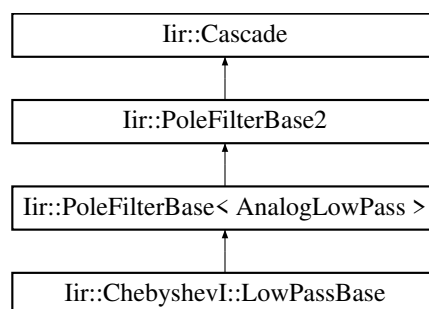 Iir::Cascade
Iir::PoleFilterBase2
Iir::PoleFilterBase< AnalogLowPass >
Iir::ChebyshevI::LowPassBase